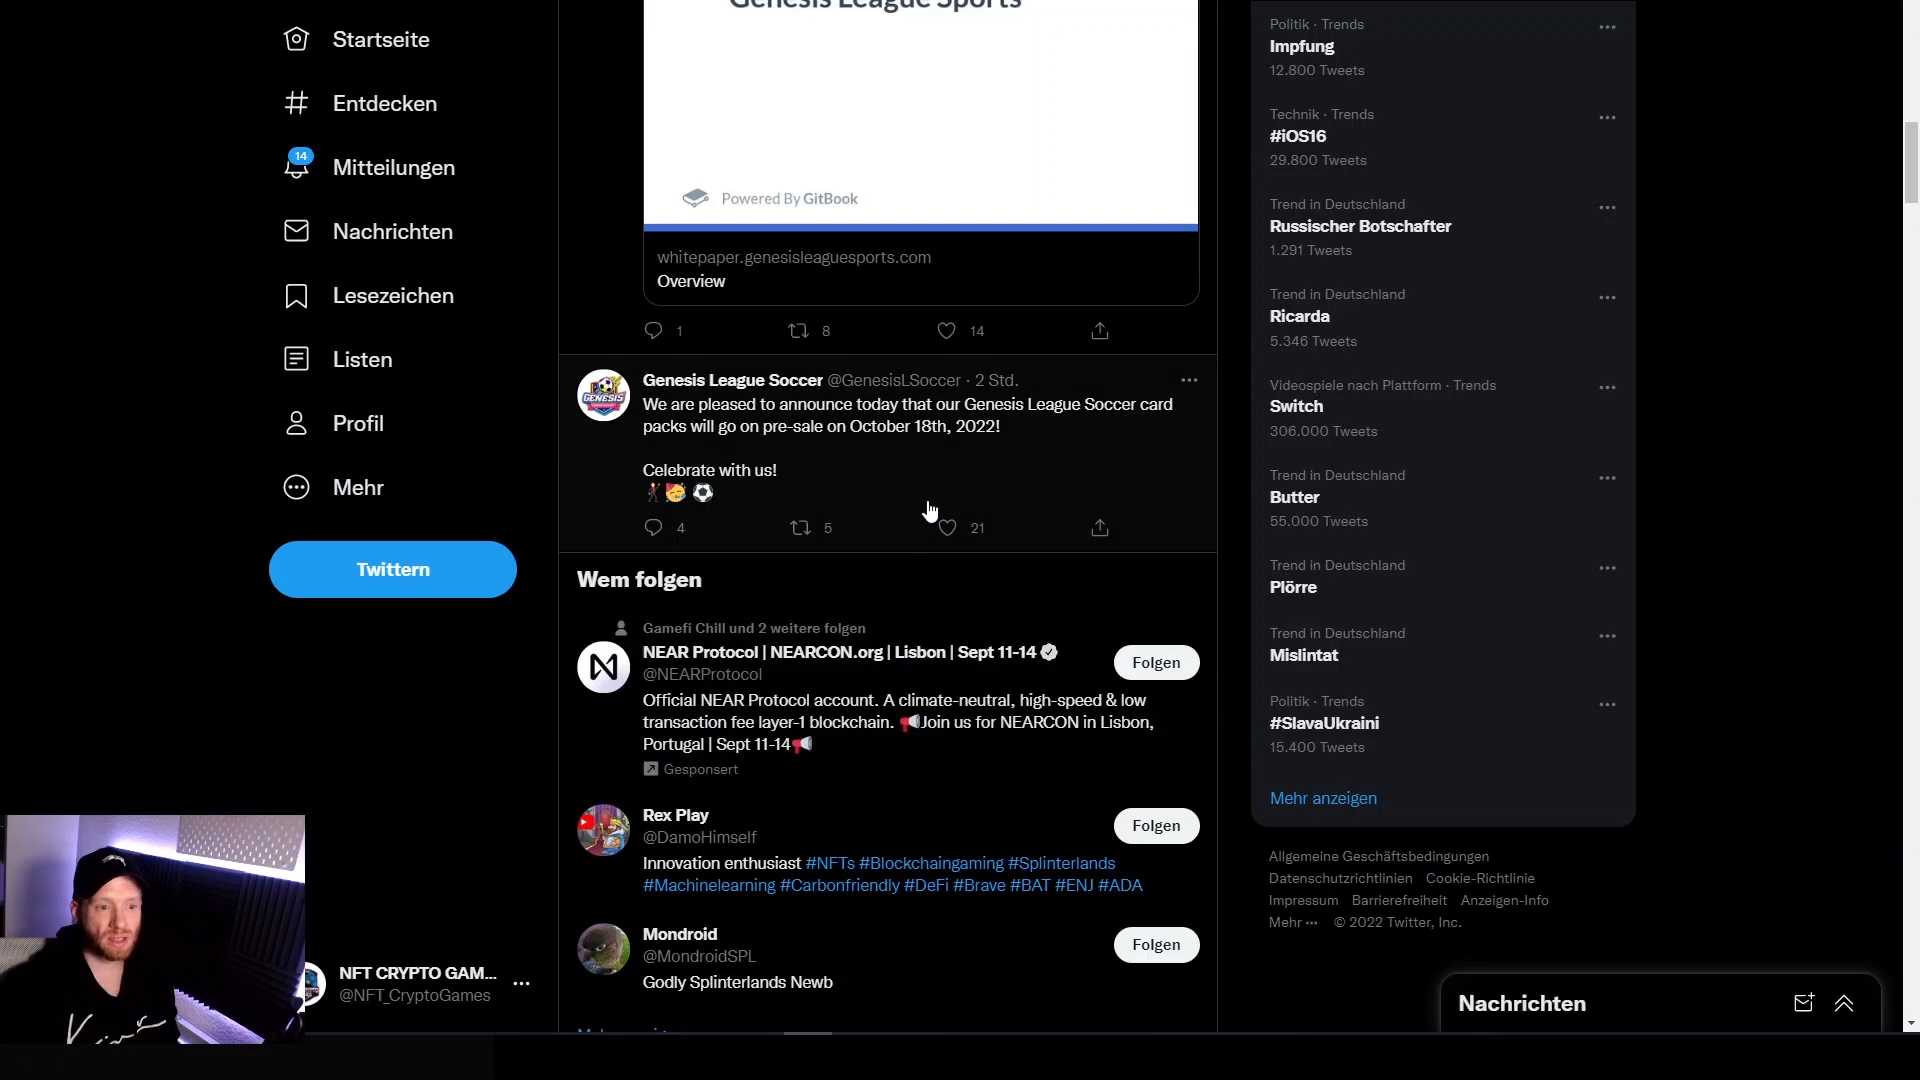 Startseite
Entdecken
14
Mitteilungen
Nachrichten
Lesezeichen
Listen
Profil
Mehr
Twittern
NFT CRYPTO GAM...
@NFT_CryptoGames
Genesis League Sports
Powered By GitBook
whitepaper.genesisleaguesports.com
Overview
1 8 14
Genesis League Soccer @GenesisLSoccer · 2 Std.
We are pleased to announce today that our Genesis League Soccer card
packs will go on pre-sale on October 18th, 2022!
Celebrate with us!
4 5 21
Wem folgen
Gamefi Chill und 2 weitere folgen
NEAR Protocol | NEARCON.org | Lisbon | Sept 11-14
Folgen
@NEARProtocol
Official NEAR Protocol account. A climate-neutral, high-speed & low
transaction fee layer-1 blockchain. 📢Join us for NEARCON in Lisbon,
Portugal | Sept 11-14📢
Gesponsert
Rex Play
Folgen
@DamoHimself
Innovation enthusiast #NFTs #Blockchaingaming #Splinterlands
#Machinelearning #Carbonfriendly #DeFi #Brave #BAT #ENJ #ADA
Mondroid
Folgen
@MondroidSPL
Godly Splinterlands Newb
Politik · Trends
Impfung
12.800 Tweets
Technik · Trends
#iOS16
29.800 Tweets
Trend in Deutschland
Russischer Botschafter
1.291 Tweets
Trend in Deutschland
Ricarda
5.346 Tweets
Videospiele nach Plattform · Trends
Switch
306.000 Tweets
Trend in Deutschland
Butter
55.000 Tweets
Trend in Deutschland
Plörre
Trend in Deutschland
Mislintat
Politik · Trends
#SlavaUkraini
15.400 Tweets
Mehr anzeigen
Allgemeine Geschäftsbedingungen
Datenschutzrichtlinien Cookie-Richtlinie
Impressum Barrierefreiheit Anzeigen-Info
Mehr ··· © 2022 Twitter, Inc.
Nachrichten